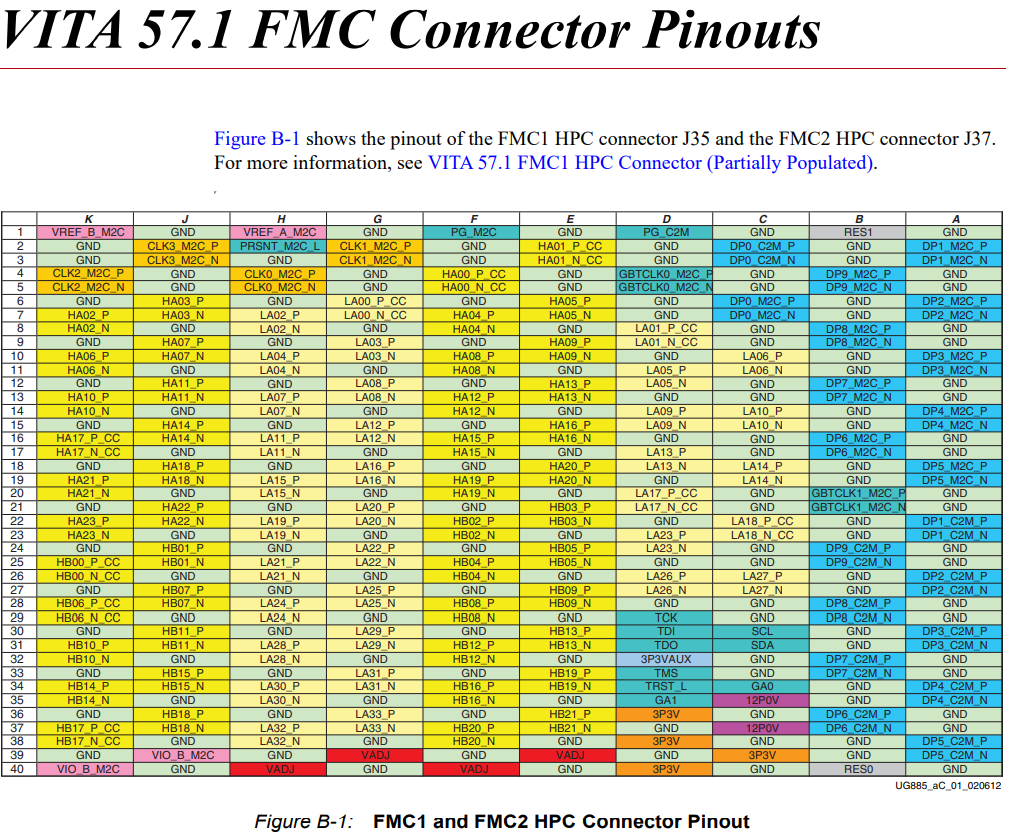 VITA 57.1 FMC Connector Pinouts
Figure B-1 shows the pinout of the FMC1 HPC connector J35 and the FMC2 HPC connector J37.
For more information, see VITA 57.1 FMC1 HPC Connector (Partially Populated).
K J H G F E D C B A
1 VREF_B_M2C GND VREF_A_M2C GND PG_M2C GND PG_C2M GND RES1 GND
2 GND CLK3_M2C_P PRSNT_M2C_L CLK1_M2C_P GND HA01_P_CC GND DP0_C2M_P GND DP1_M2C_P
3 GND CLK3_M2C_N GND CLK1_M2C_N GND HA01_N_CC GND DP0_C2M_N GND DP1_M2C_N
4 CLK2_M2C_P GND CLK0_M2C_P GND HA00_P_CC GND GBTCLK0_M2C_P GND DP9_M2C_P GND
5 CLK2_M2C_N GND CLK0_M2C_N GND HA00_N_CC GND GBTCLK0_M2C_N GND DP9_M2C_N GND
6 GND HA03_P GND LA00_P_CC GND HA05_P GND DP0_M2C_P GND DP2_M2C_P
7 HA02_P HA03_N LA02_P LA00_N_CC HA04_P HA05_N GND DP0_M2C_N GND DP2_M2C_N
8 HA02_N GND LA02_N GND HA04_N GND LA01_P_CC GND DP8_M2C_P GND
9 GND HA07_P GND LA03_P GND HA09_P LA01_N_CC GND DP8_M2C_N GND
10 HA06_P HA07_N LA04_P LA03_N HA08_P HA09_N GND LA06_P GND DP3_M2C_P
11 HA06_N GND LA04_N GND HA08_N GND LA05_P LA06_N GND DP3_M2C_N
12 GND HA11_P GND LA08_P GND HA13_P LA05_N GND DP7_M2C_P GND
13 HA10_P HA11_N LA07_P LA08_N HA12_P HA13_N GND GND DP7_M2C_N GND
14 HA10_N GND LA07_N GND HA12_N GND LA09_P LA10_P GND DP4_M2C_P
15 GND HA14_P GND LA12_P GND HA16_P LA09_N LA10_N GND DP4_M2C_N
16 HA17_P_CC HA14_N LA11_P LA12_N HA15_P HA16_N GND GND DP6_M2C_P GND
17 HA17_N_CC GND LA11_N GND HA15_N GND LA13_P GND DP6_M2C_N GND
18 GND HA18_P GND LA16_P GND HA20_P LA13_N LA14_P GND DP5_M2C_P
19 HA21_P HA18_N LA15_P LA16_N HA19_P HA20_N GND LA14_N GND DP5_M2C_N
20 HA21_N GND LA15_N GND HA19_N GND LA17_P_CC GND GBTCLK1_M2C_P GND
21 GND HA22_P GND LA20_P GND HB03_P LA17_N_CC GND GBTCLK1_M2C_N GND
22 HA23_P HA22_N LA19_P LA20_N HB02_P HB03_N GND LA18_P_CC GND DP1_C2M_P
23 HA23_N GND LA19_N GND HB02_N GND LA23_P LA18_N_CC GND DP1_C2M_N
24 GND HB01_P GND LA22_P GND HB05_P LA23_N GND DP9_C2M_P GND
25 HB00_P_CC HB01_N LA21_P LA22_N HB04_P HB05_N GND GND DP9_C2M_N GND
26 HB00_N_CC GND LA21_N GND HB04_N GND LA26_P LA27_P GND DP2_C2M_P
27 GND HB07_P GND LA25_P GND HB09_P LA26_N LA27_N GND DP2_C2M_N
28 HB06_P_CC HB07_N LA24_P LA25_N HB08_P HB09_N GND GND DP8_C2M_P GND
29 HB06_N_CC GND LA24_N GND HB08_N GND TCK GND DP8_C2M_N GND
30 GND HB11_P GND LA29_P GND HB13_P TDI SCL GND DP3_C2M_P
31 HB10_P HB11_N LA28_P LA29_N HB12_P HB13_N TDO SDA GND DP3_C2M_N
32 HB10_N GND LA28_N GND HB12_N GND 3P3VAUX GND DP7_C2M_P GND
33 GND HB15_P GND LA31_P GND HB19_P TMS GND DP7_C2M_N GND
34 HB14_P HB15_N LA30_P LA31_N HB16_P HB19_N TRST_L GA0 GND DP4_C2M_P
35 HB14_N GND LA30_N GND HB16_N GND GA1 12P0V GND DP4_C2M_N
36 GND HB18_P GND LA33_P GND HB21_P 3P3V GND DP6_C2M_P GND
37 HB17_P_CC HB18_N LA32_P LA33_N HB20_P HB21_N GND 12P0V DP6_C2M_N GND
38 HB17_N_CC GND LA32_N GND HB20_N GND 3P3V GND GND DP5_C2M_P
39 GND VIO_B_M2C GND VADJ GND VADJ GND 3P3V GND DP5_C2M_N
40 VIO_B_M2C GND VADJ GND VADJ GND 3P3V GND RES0 GND
UG885_aC_01_020612
Figure B-1: FMC1 and FMC2 HPC Connector Pinout